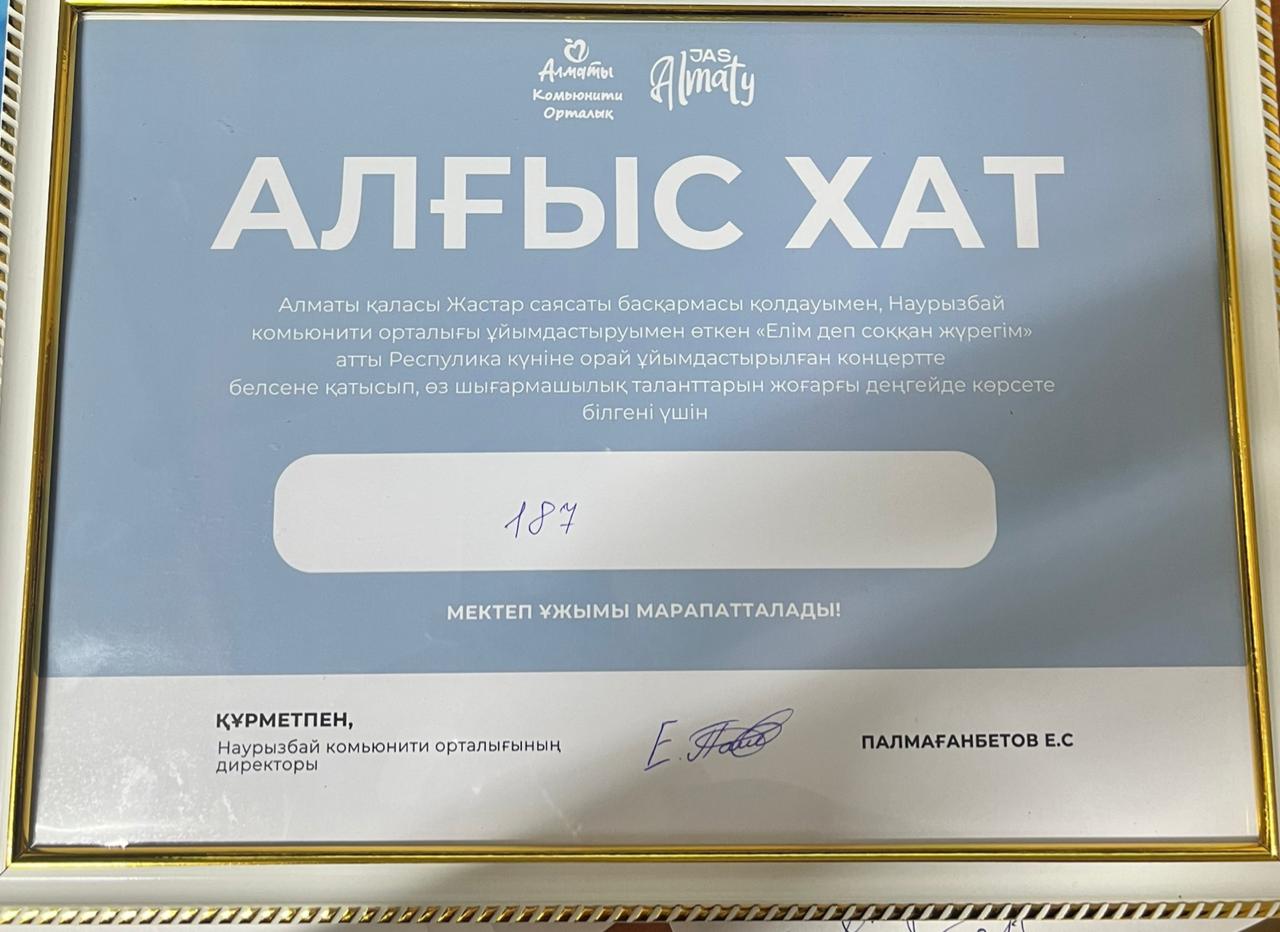 Алматы
Комьюнити
Орталық
JAS
Almaty
АЛҒЫС ХАТ
Алматы қаласы Жастар саясаты басқармасы қолдауымен, Наурызбай
комьюнити орталығы ұйымдастыруымен өткен «Елім деп соққан жүрегім»
атты Респулика күніне орай ұйымдастырылған концертте
белсене қатысып, өз шығармашылық таланттарын жоғарғы деңгейде көрсете
білгені үшін
187
МЕКТЕП ҰЖЫМЫ МАРАПАТТАЛАДЫ!
ҚҰРМЕТПЕН,
Наурызбай комьюнити орталығының
директоры
ПАЛМАҒАНБЕТОВ Е.С